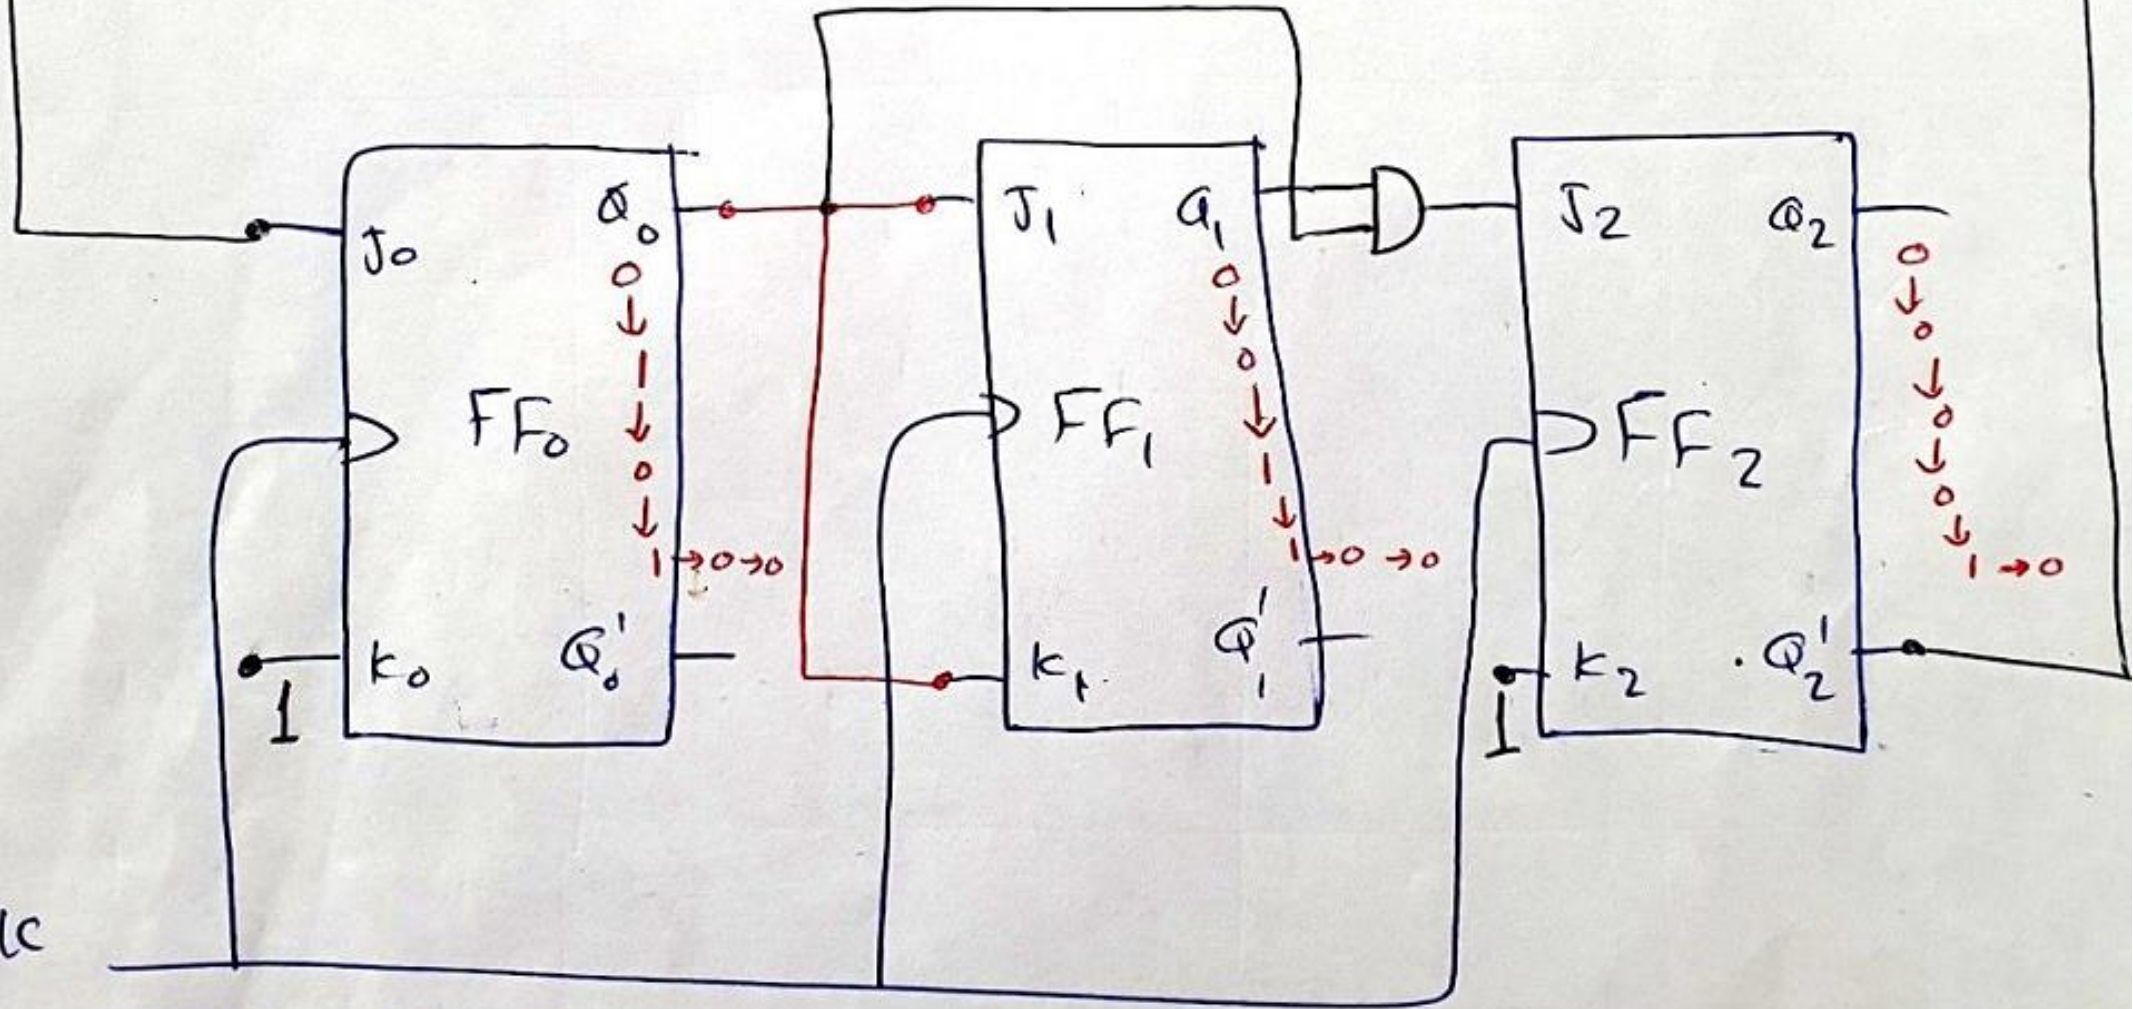 J0 Q0 J1 Q1 J2 Q2
0 0 0
↓ ↓ ↓
1 0 0
↓ ↓ ↓
0 1 0
↓ ↓ ↓
1→0→0 1→0→0 0
↓
1→0
FF0 FF1 FF2
K0 Q0' K1 Q1' K2 Q2'
1 1